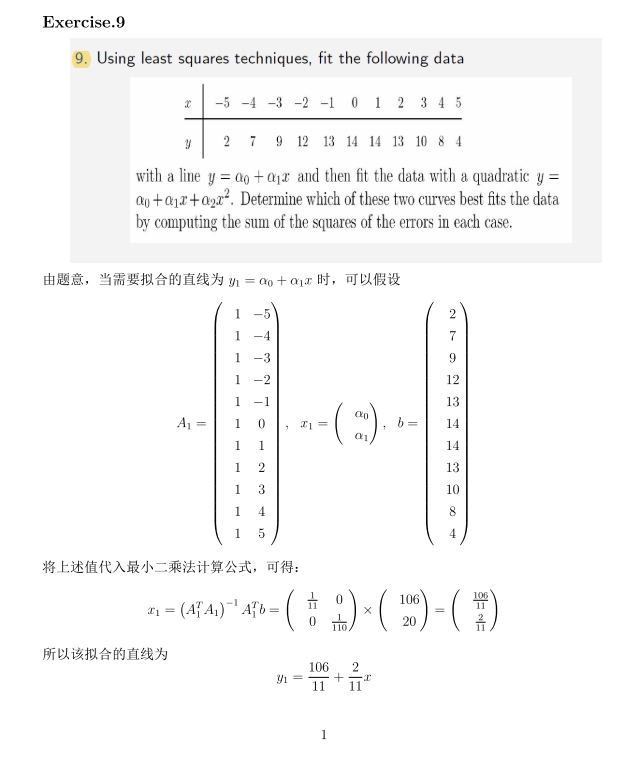 Exercise.9
9. Using least squares techniques, fit the following data
x | −5 −4 −3 −2 −1 0 1 2 3 4 5
y | 2 7 9 12 13 14 14 13 10 8 4
with a line y = α₀ + α₁x and then fit the data with a quadratic y =
α₀+α₁x+α₂x². Determine which of these two curves best fits the data
by computing the sum of the squares of the errors in each case.
由题意，当需要拟合的直线为 y₁ = α₀ + α₁x 时，可以假设
A₁ = ( 1 −5
1 −4
1 −3
1 −2
1 −1
1 0
1 1
1 2
1 3
1 4
1 5 ) , x₁ = ( α₀
α₁ ) , b = ( 2
7
9
12
13
14
14
13
10
8
4 )
将上述值代入最小二乘法计算公式，可得：
x₁ = (A₁ᵀA₁)⁻¹ A₁ᵀb = ( 1/11 0
0 1/110 ) × ( 106
20 ) = ( 106/11
2/11 )
所以该拟合的直线为
y₁ = 106/11 + 2/11 x
1